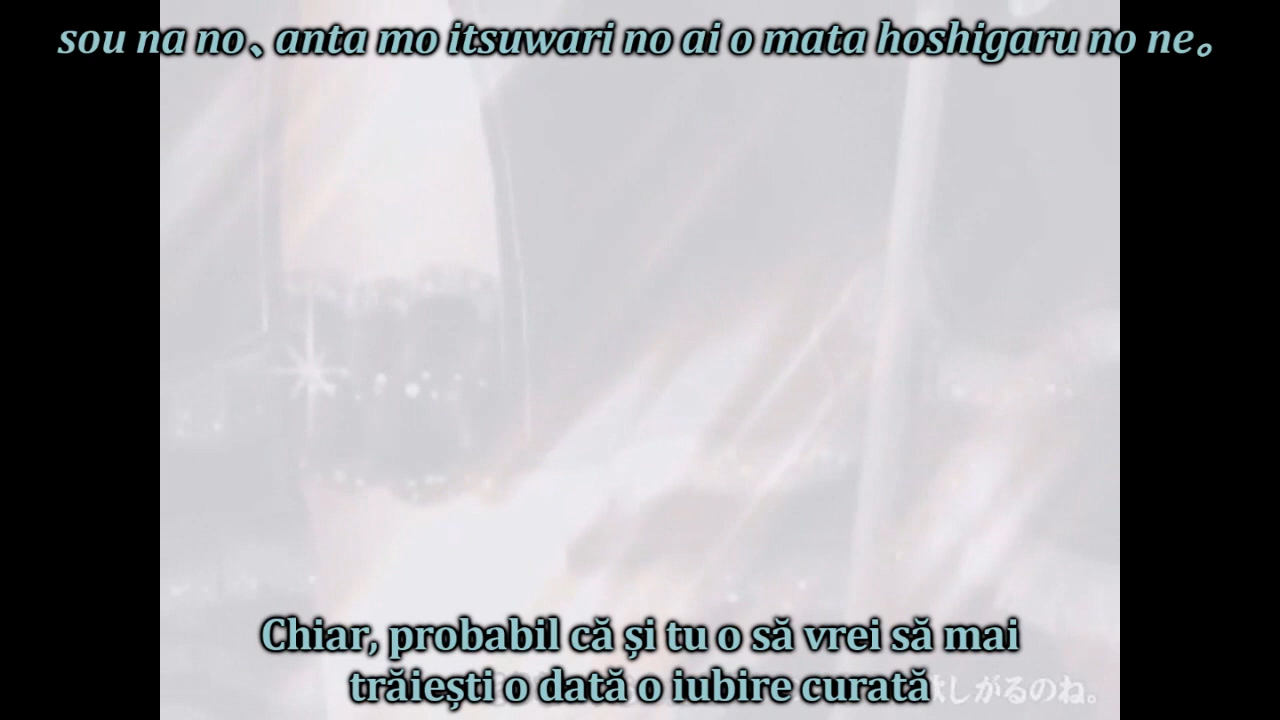 sou na no、anta mo itsuwari no ai o mata hoshigaru no ne。
Chiar, probabil că și tu o să vrei să mai
trăiești o dată o iubire curată
しがるのね。